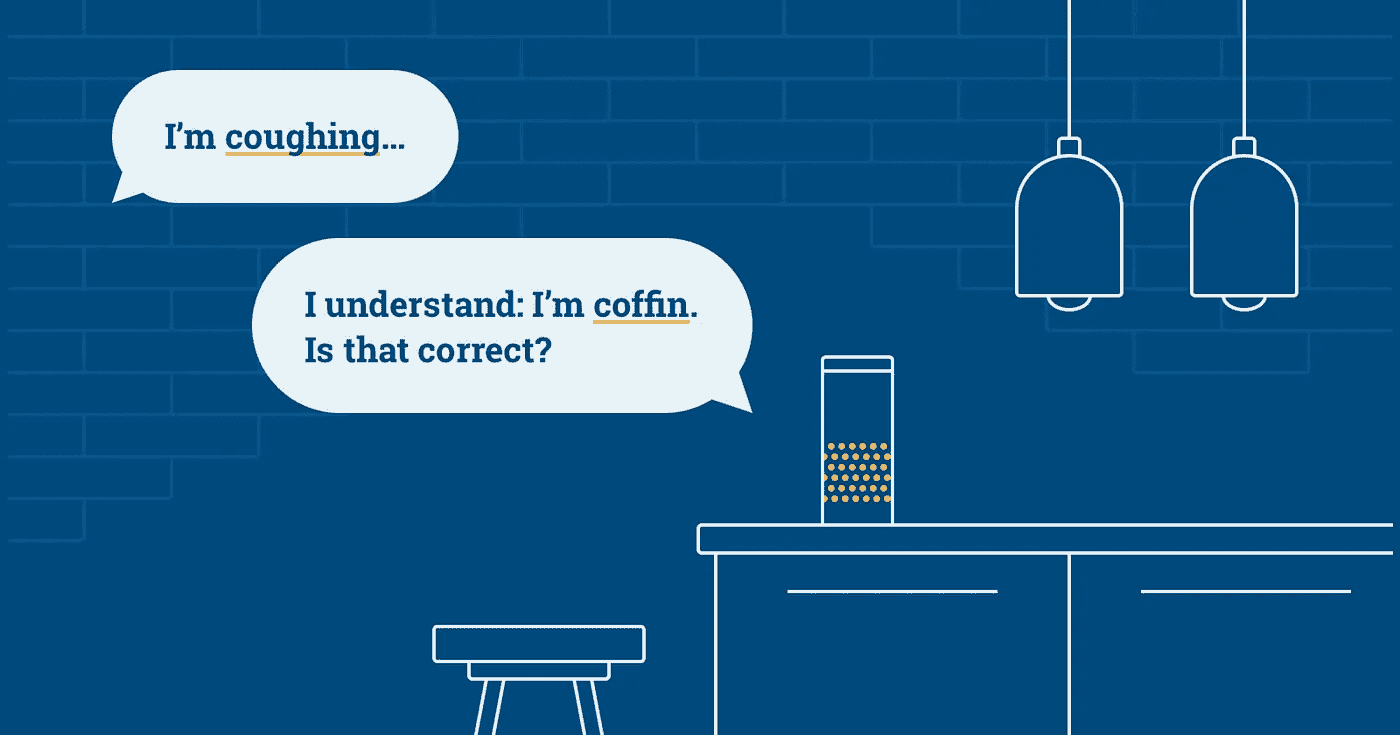 I’m coughing...
I understand: I’m coffin.
Is that correct?